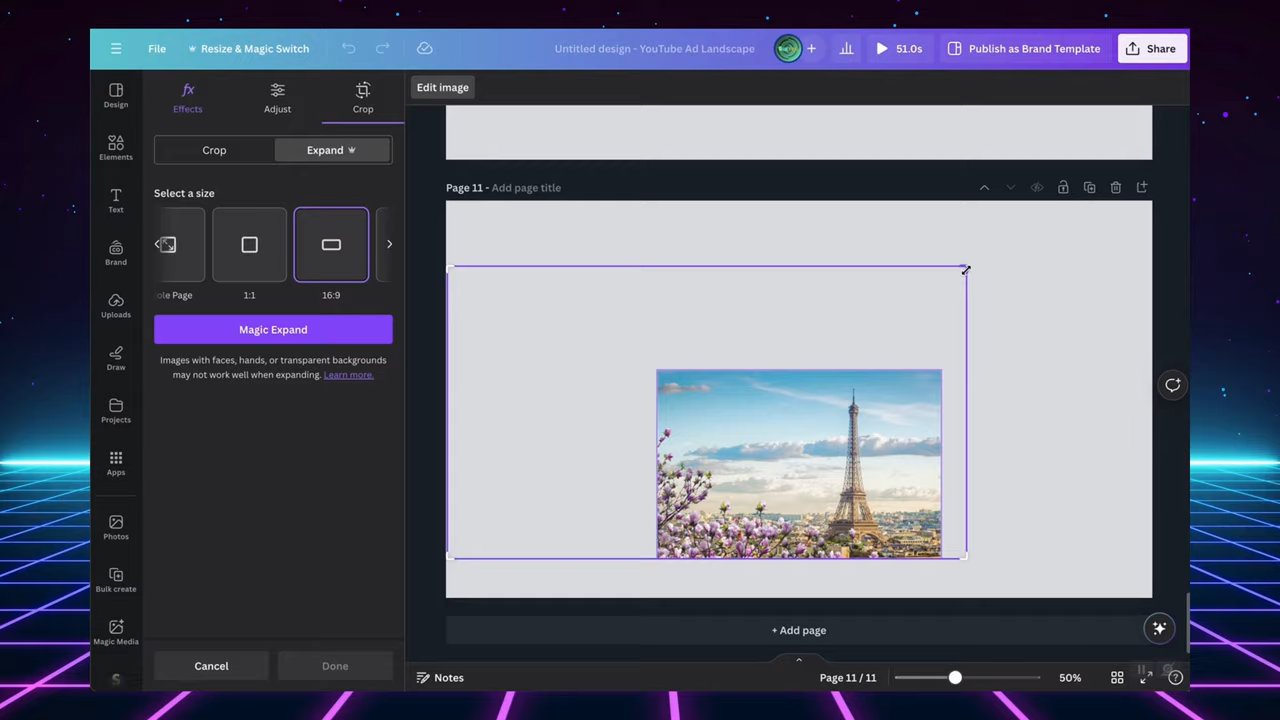 File
Resize & Magic Switch
Untitled design - YouTube Ad Landscape
51.0s
Publish as Brand Template
Share
Design
Elements
Text
Brand
Uploads
Draw
Projects
Apps
Photos
Bulk create
Magic Media
Effects
Adjust
Crop
Crop
Expand
Select a size
ole Page
1:1
16:9
Magic Expand
Images with faces, hands, or transparent backgrounds
may not work well when expanding. Learn more.
Cancel
Done
Edit image
Page 11 - Add page title
+ Add page
Notes
Page 11 / 11
50%